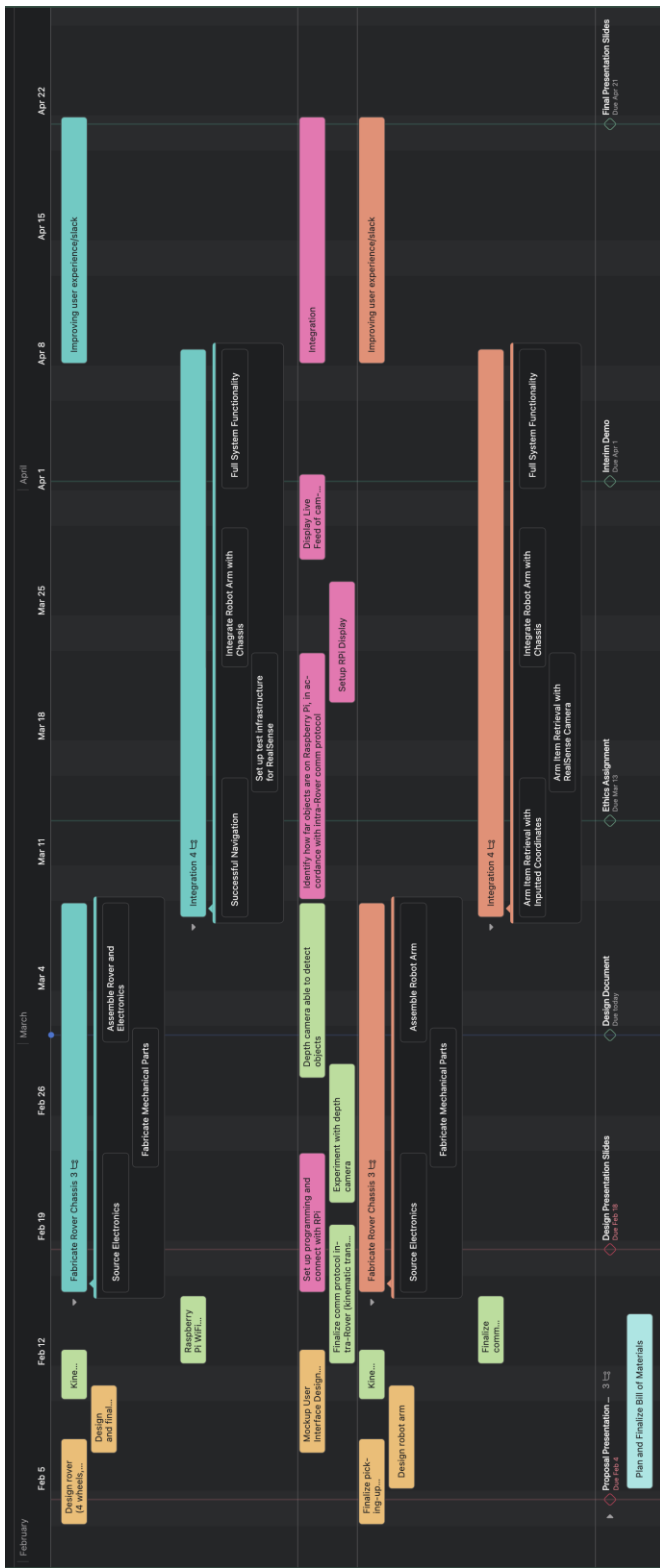 February
March
April
Feb 5
Feb 12
Feb 19
Feb 26
Mar 4
Mar 11
Mar 18
Mar 25
Apr 1
Apr 8
Apr 15
Apr 22
Design rover
(4 wheels,...
Kine...
Fabricate Rover Chassis 3
Improving user experience/slack
Design
and final...
Source Electronics
Assemble Rover and
Electronics
Fabricate Mechanical Parts
Raspberry
Pi WiFi...
Integration 4
Successful Navigation
Integrate Robot Arm with
Chassis
Full System Functionality
Set up test infrastructure
for RealSense
Mockup User
Interface Design...
Set up programming and
connect with RPi
Depth camera able to detect
objects
Identify how far objects are on Raspberry Pi, in ac-
cordance with intra-Rover comm protocol
Display Live
Feed of cam-...
Integration
Finalize comm protocol in-
tra-Rover (kinematic trans...
Experiment with depth
camera
Setup RPi Display
Finalize pick-
ing-up...
Kine...
Fabricate Rover Chassis 3
Improving user experience/slack
Design robot arm
Source Electronics
Assemble Robot Arm
Fabricate Mechanical Parts
Finalize
comm...
Integration 4
Arm Item Retrieval with
Inputted Coordinates
Integrate Robot Arm with
Chassis
Full System Functionality
Arm Item Retrieval with
RealSense Camera
Proposal Presentation ... 3
Due Feb 4
Design Presentation Slides
Due Feb 18
Design Document
Due today
Ethics Assignment
Due Mar 13
Interim Demo
Due Apr 1
Final Presentation Slides
Due Apr 21
Plan and Finalize Bill of Materials